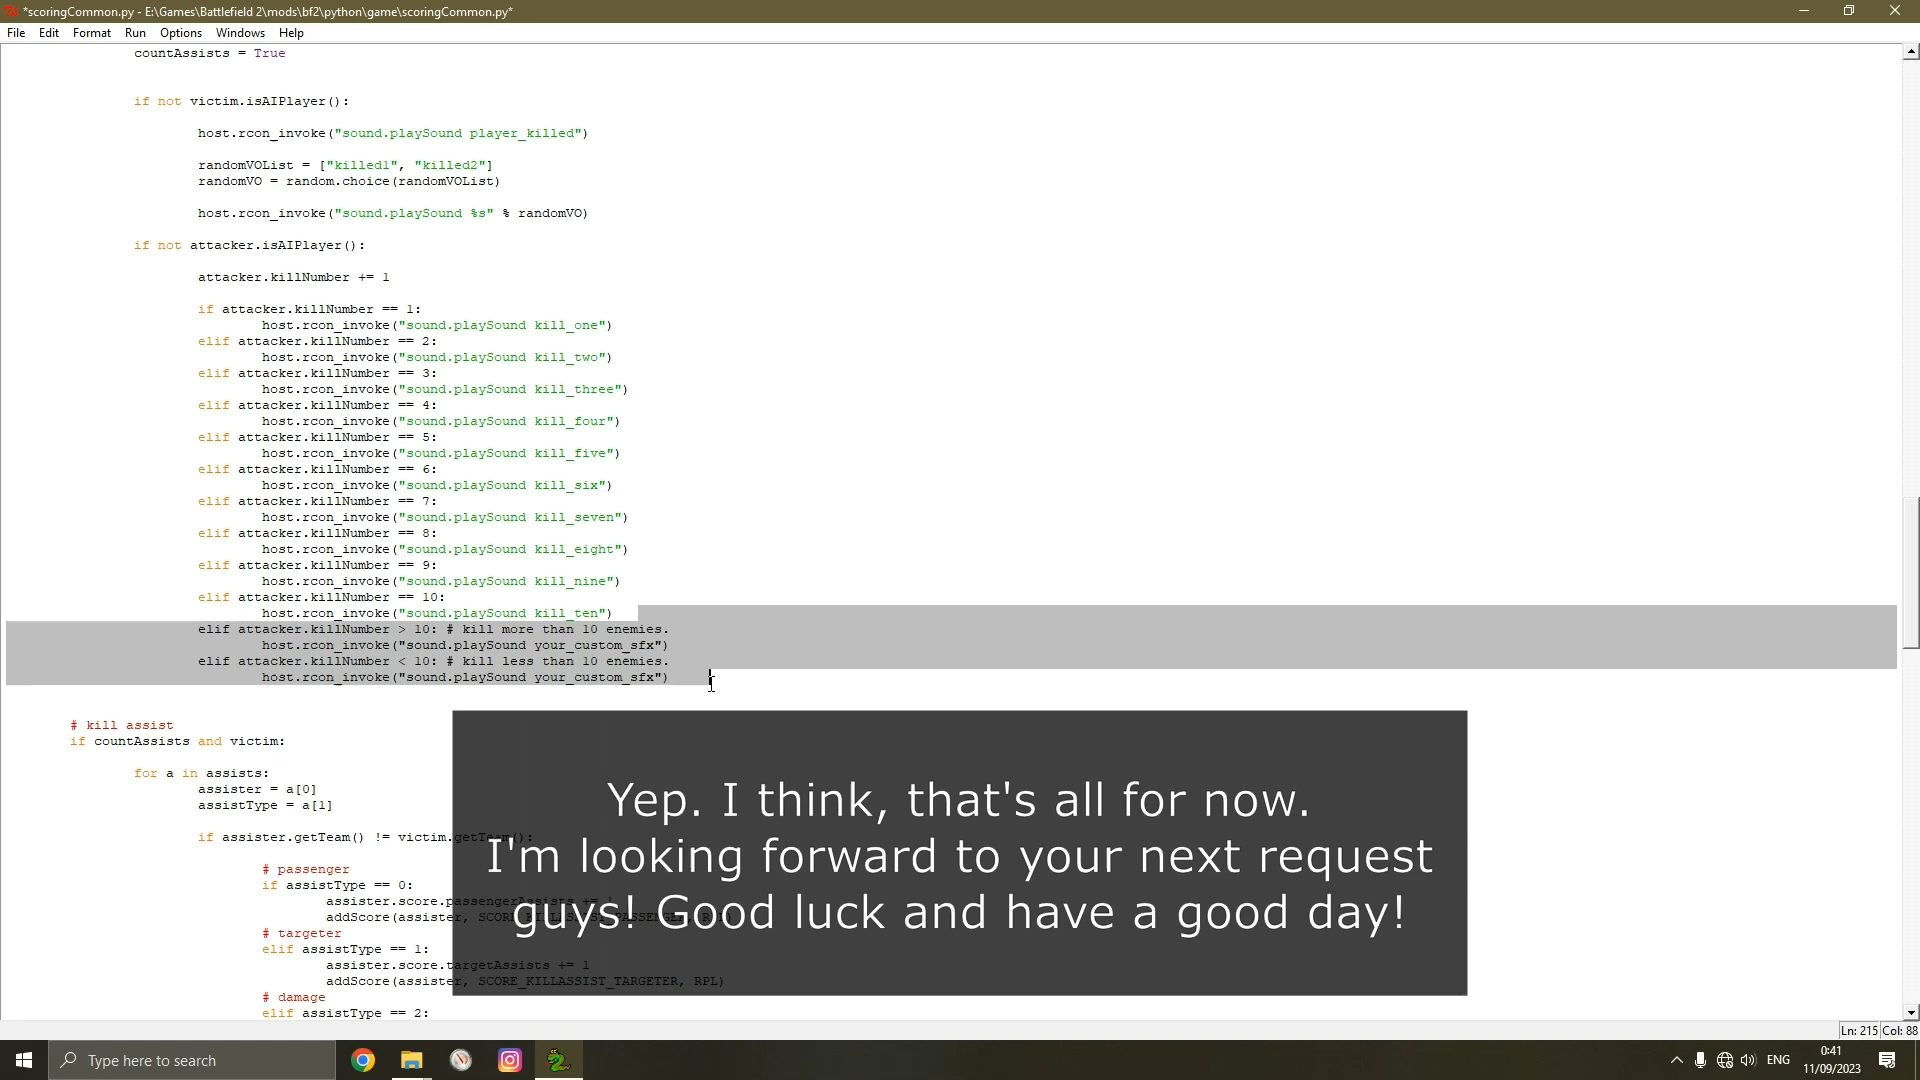 *scoringCommon.py - E:\Games\Battlefield 2\mods\bf2\python\game\scoringCommon.py*
File Edit Format Run Options Windows Help
countAssists = True
if not victim.isAIPlayer():
host.rcon_invoke("sound.playSound player_killed")
randomVOList = ["killed1", "killed2"]
randomVO = random.choice(randomVOList)
host.rcon_invoke("sound.playSound %s" % randomVO)
if not attacker.isAIPlayer():
attacker.killNumber += 1
if attacker.killNumber == 1:
host.rcon_invoke("sound.playSound kill_one")
elif attacker.killNumber == 2:
host.rcon_invoke("sound.playSound kill_two")
elif attacker.killNumber == 3:
host.rcon_invoke("sound.playSound kill_three")
elif attacker.killNumber == 4:
host.rcon_invoke("sound.playSound kill_four")
elif attacker.killNumber == 5:
host.rcon_invoke("sound.playSound kill_five")
elif attacker.killNumber == 6:
host.rcon_invoke("sound.playSound kill_six")
elif attacker.killNumber == 7:
host.rcon_invoke("sound.playSound kill_seven")
elif attacker.killNumber == 8:
host.rcon_invoke("sound.playSound kill_eight")
elif attacker.killNumber == 9:
host.rcon_invoke("sound.playSound kill_nine")
elif attacker.killNumber == 10:
host.rcon_invoke("sound.playSound kill_ten")
elif attacker.killNumber > 10: # kill more than 10 enemies.
host.rcon_invoke("sound.playSound your_custom_sfx")
elif attacker.killNumber < 10: # kill less than 10 enemies.
host.rcon_invoke("sound.playSound your_custom_sfx")
# kill assist
if countAssists and victim:
for a in assists:
assister = a[0]
assistType = a[1]
if assister.getTeam() != victim.getTeam():
# passenger
if assistType == 0:
assister.score.passengerAssists += 1
addScore(assister, SCORE_KILLASSIST_PASSENGER, RPL)
# targeter
elif assistType == 1:
assister.score.targetAssists += 1
addScore(assister, SCORE_KILLASSIST_TARGETER, RPL)
# damage
elif assistType == 2:
Yep. I think, that's all for now.
I'm looking forward to your next request
guys! Good luck and have a good day!
Ln: 215 Col: 88
Type here to search
ENG
0:41
11/09/2023